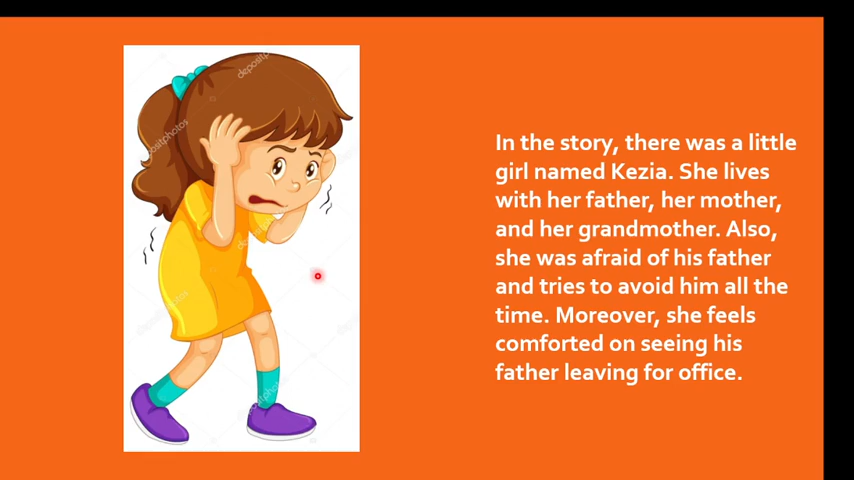 depositphotos
depositphotos
In the story, there was a little
girl named Kezia. She lives
with her father, her mother,
and her grandmother. Also,
she was afraid of his father
and tries to avoid him all the
time. Moreover, she feels
comforted on seeing his
father leaving for office.